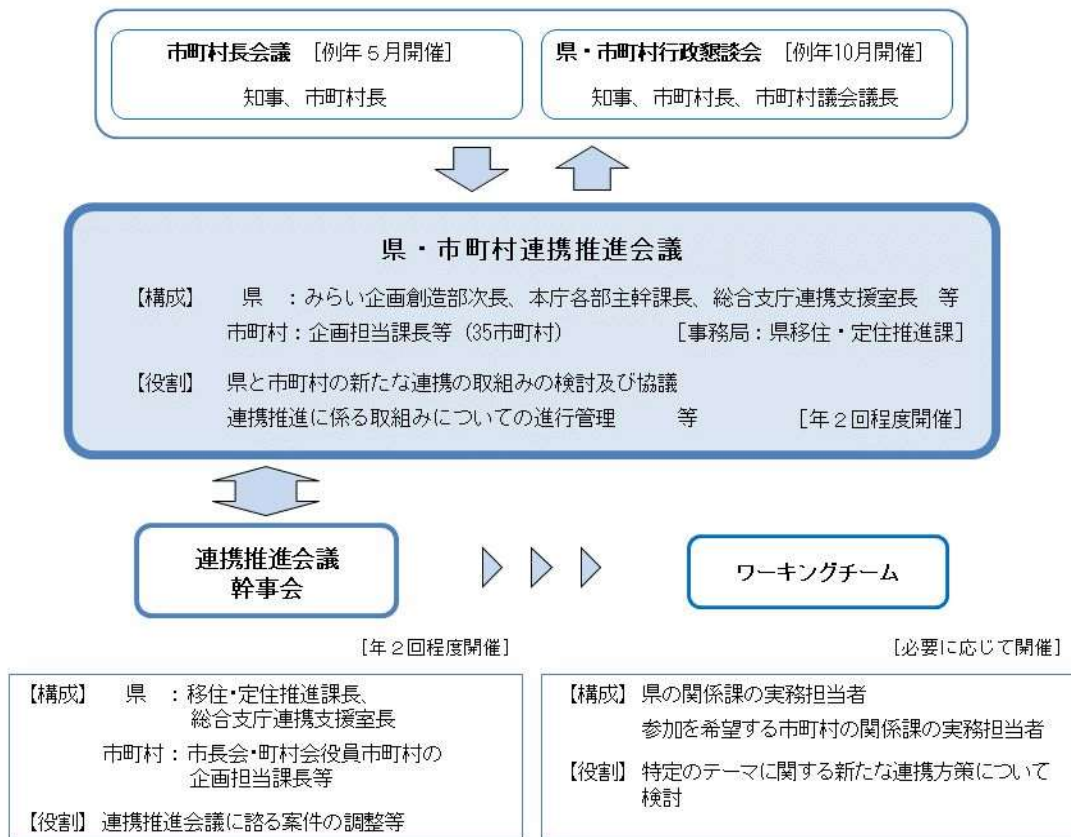 市町村長会議 [例年５月開催]
知事、市町村長
県・市町村行政懇談会 [例年10月開催]
知事、市町村長、市町村議会議長
県・市町村連携推進会議
【構成】 県 ：みらい企画創造部次長、本庁各部主幹課長、総合支庁連携支援室長 等
市町村：企画担当課長等（35市町村） [事務局：県移住・定住推進課]
【役割】 県と市町村の新たな連携の取組みの検討及び協議
連携推進に係る取組みについての進行管理 等 [年２回程度開催]
連携推進会議
幹事会
ワーキングチーム
[年２回程度開催]
【構成】 県 ：移住・定住推進課長、
総合支庁連携支援室長
市町村：市長会・町村会役員市町村の
企画担当課長等
【役割】 連携推進会議に諮る案件の調整等
[必要に応じて開催]
【構成】 県の関係課の実務担当者
参加を希望する市町村の関係課の実務担当者
【役割】 特定のテーマに関する新たな連携方策について
検討